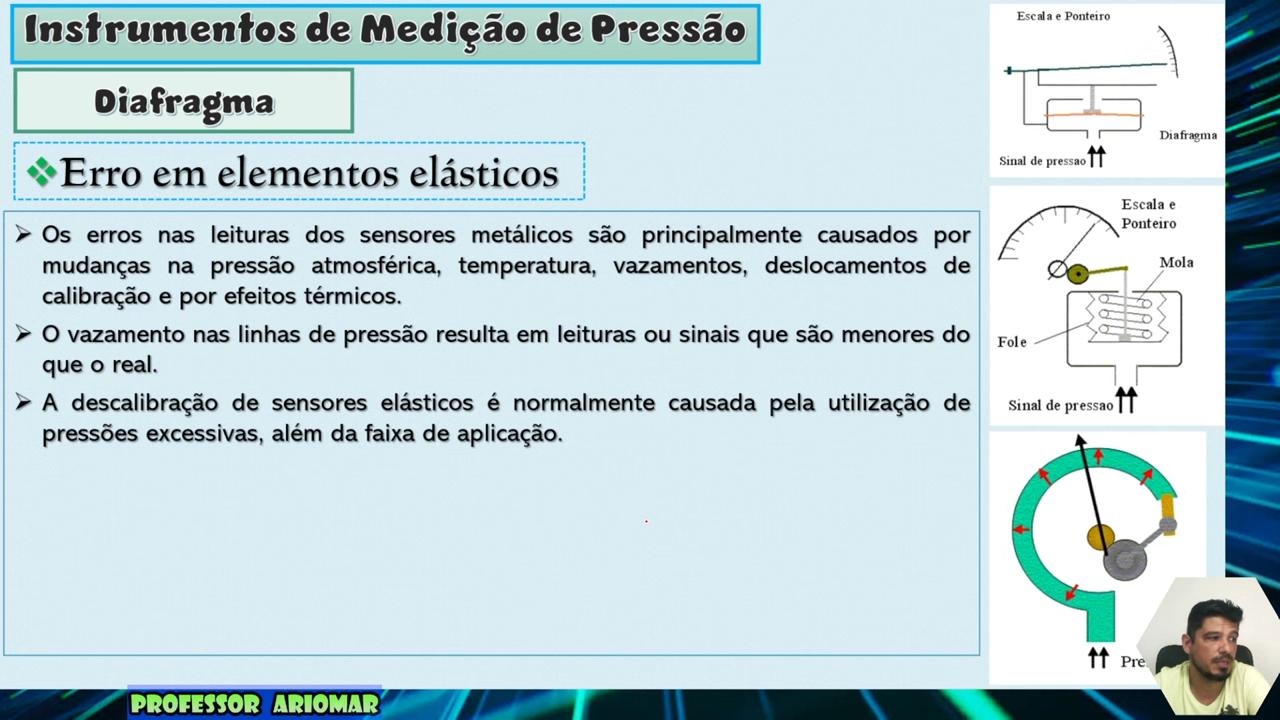 Instrumentos de Medição de Pressão
Diafragma
Erro em elementos elásticos
Os erros nas leituras dos sensores metálicos são principalmente causados por
mudanças na pressão atmosférica, temperatura, vazamentos, deslocamentos de
calibração e por efeitos térmicos.
O vazamento nas linhas de pressão resulta em leituras ou sinais que são menores do
que o real.
A descalibração de sensores elásticos é normalmente causada pela utilização de
pressões excessivas, além da faixa de aplicação.
Escala e Ponteiro
Diafragma
Sinal de pressao
Escala e
Ponteiro
Mola
Fole
Sinal de pressao
PROFESSOR ARIOMAR